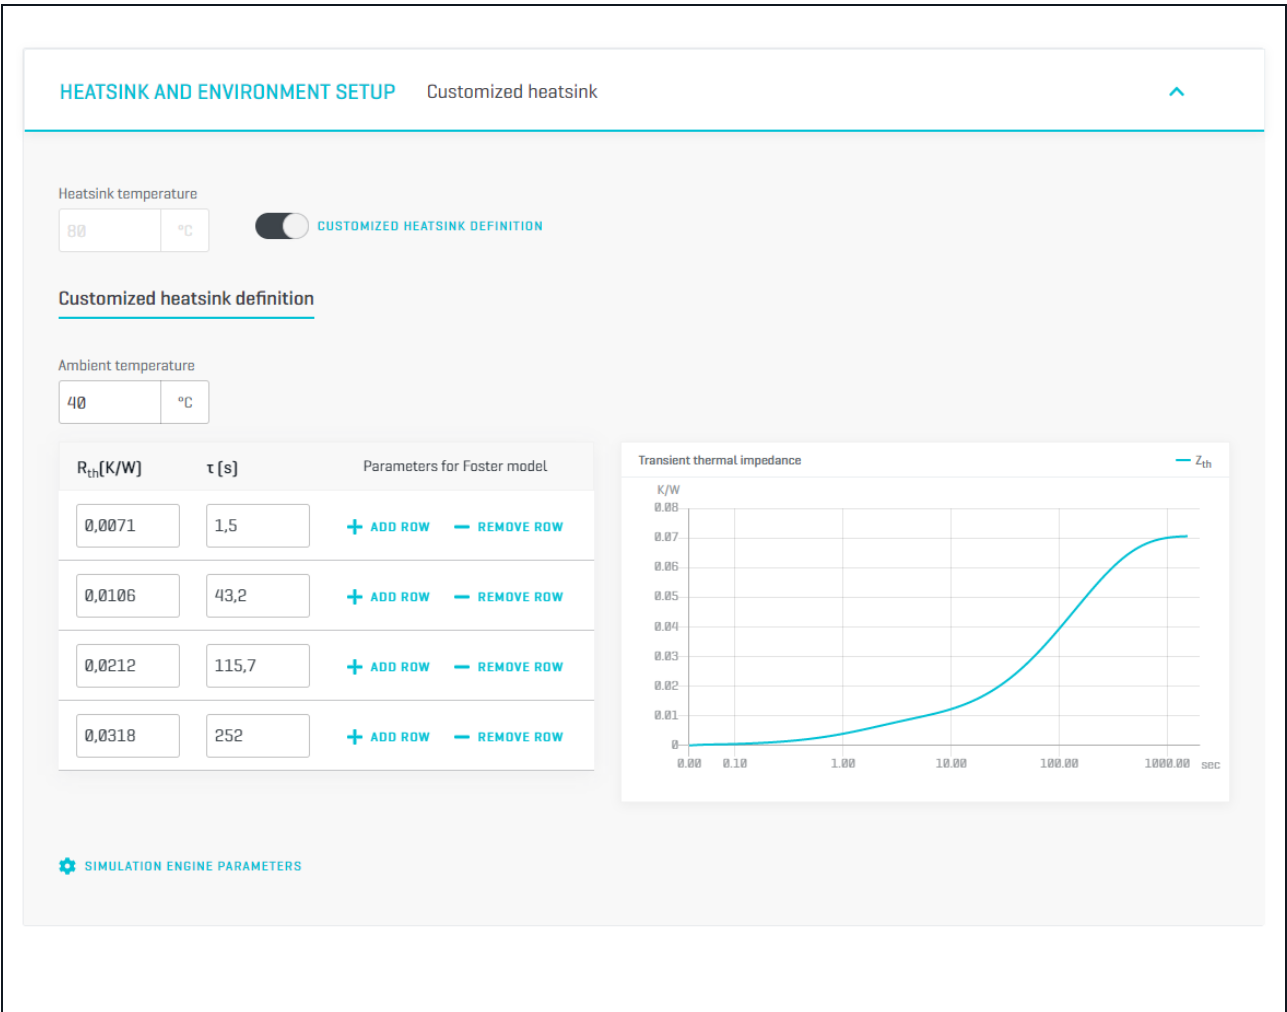 HEATSINK AND ENVIRONMENT SETUP Customized heatsink
Heatsink temperature
80 °C
CUSTOMIZED HEATSINK DEFINITION
Customized heatsink definition
Ambient temperature
40 °C
Rth[K/W] τ [s] Parameters for Foster model
0,0071 1,5 ADD ROW REMOVE ROW
0,0106 43,2 ADD ROW REMOVE ROW
0,0212 115,7 ADD ROW REMOVE ROW
0,0318 252 ADD ROW REMOVE ROW
Transient thermal impedance Zth
K/W
0.08
0.07
0.06
0.05
0.04
0.03
0.02
0.01
0
0.00 0.10 1.00 10.00 100.00 1000.00 sec
SIMULATION ENGINE PARAMETERS